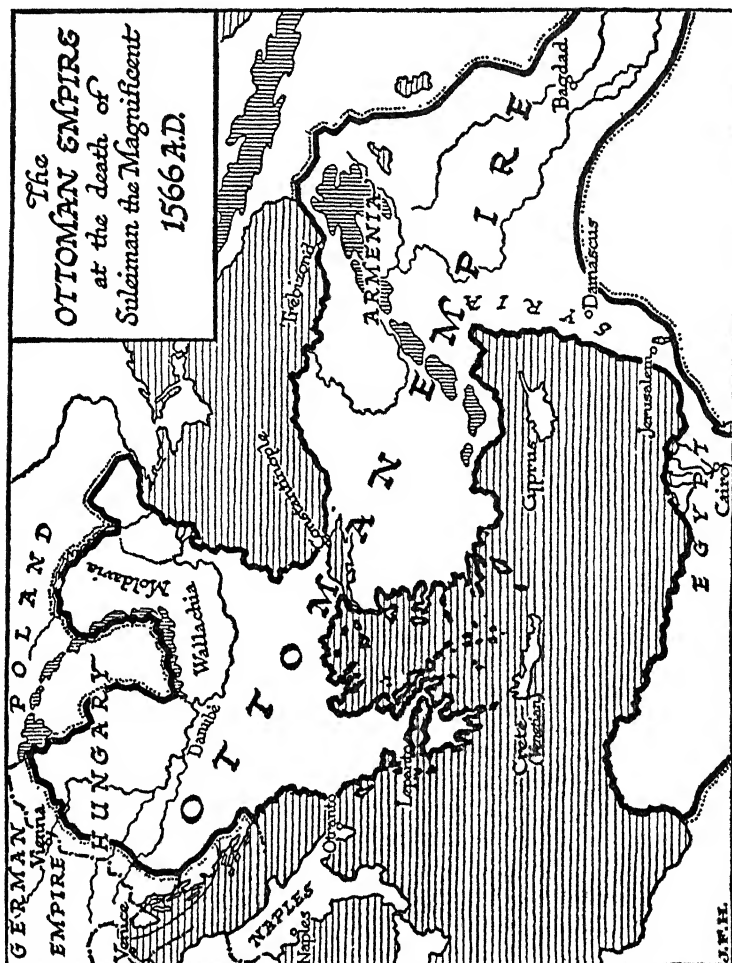 The
OTTOMAN EMPIRE
at the death of
Suleiman the Magnificent
1566 A.D.
GERMAN
EMPIRE
POLAND
Vienna
HUNGARY
Moldavia
Wallachia
Danube
Venice
NAPLES
Naples
Otranto
Lepanto
Crete
(Venetian)
Constantinople
Trebizond
ARMENIA
OTTOMAN EMPIRE
Bagdad
SYRIA
Damascus
Jerusalem
Cyprus
EGYPT
Cairo
J.F.H.